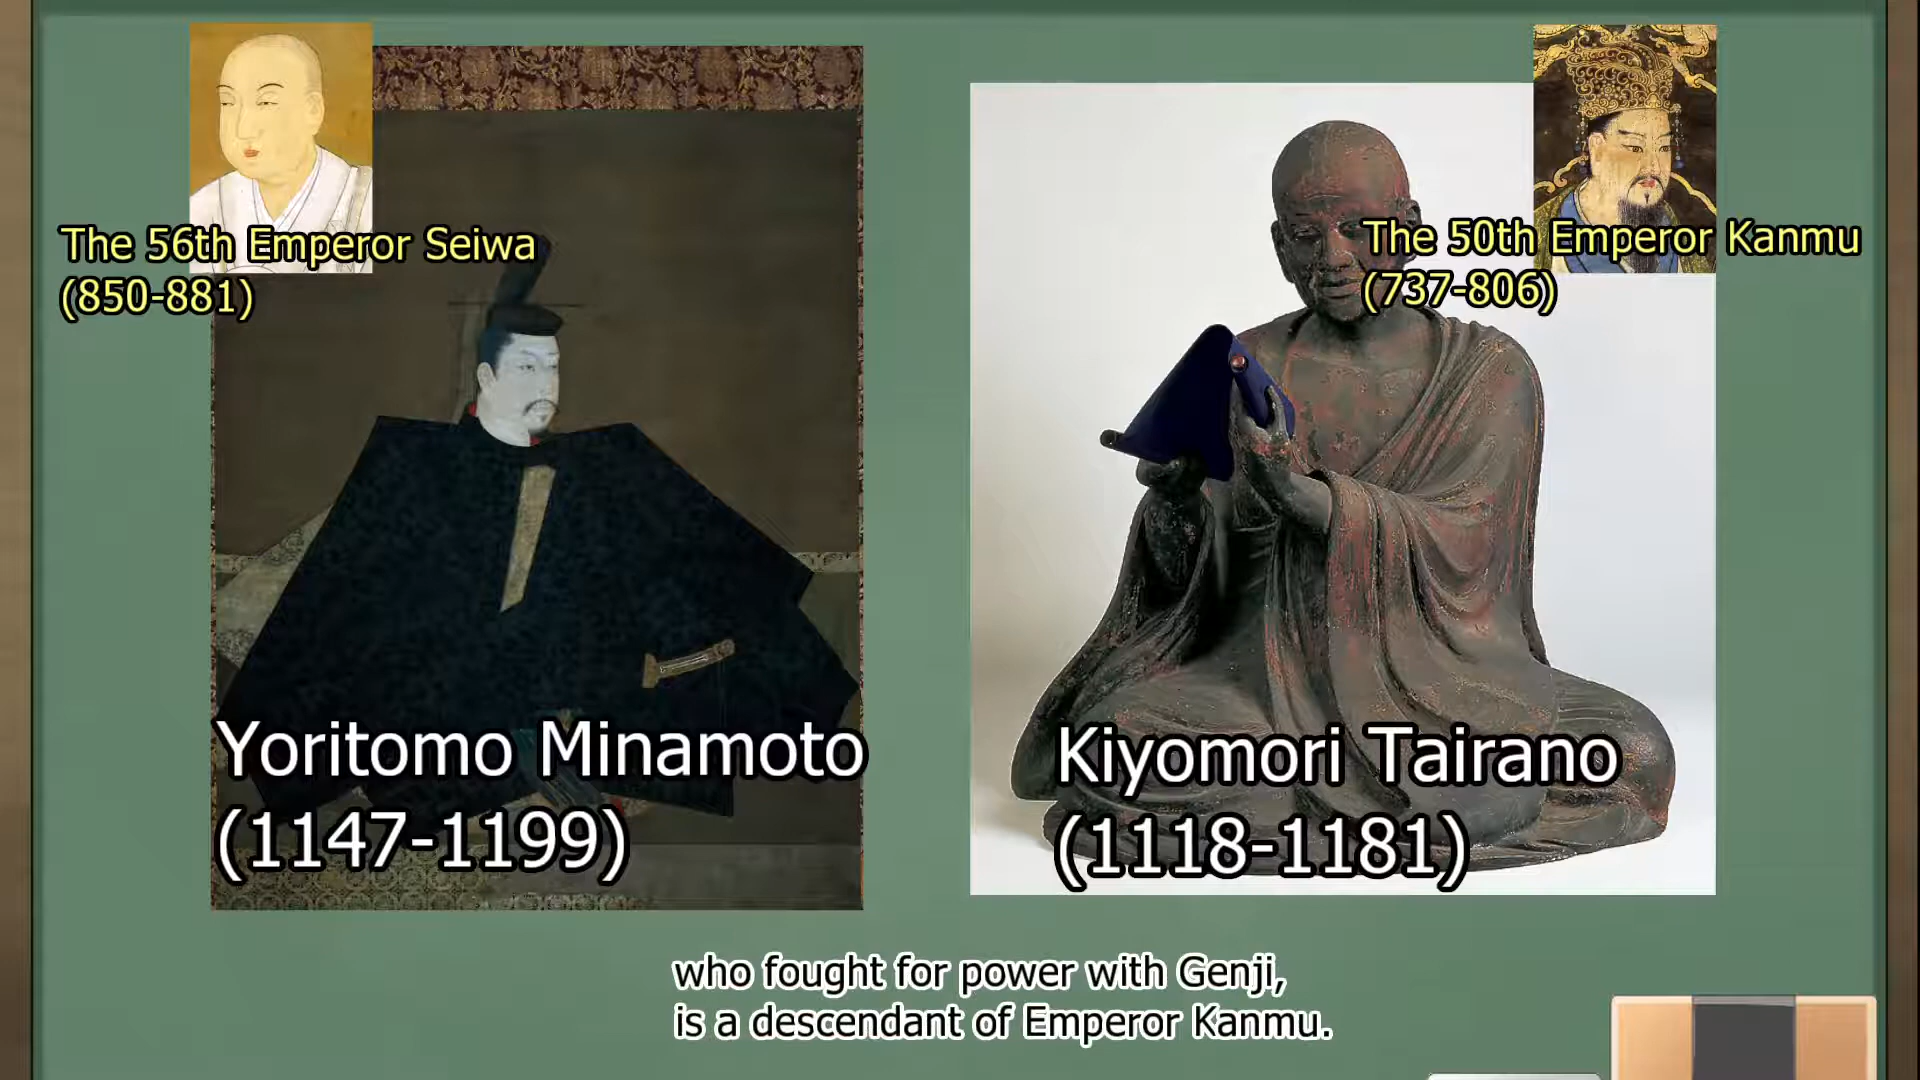 The 56th Emperor Seiwa
(850-881)
The 50th Emperor Kanmu
(737-806)
Yoritomo Minamoto
(1147-1199)
Kiyomori Tairano
(1118-1181)
who fought for power with Genji,
is a descendant of Emperor Kanmu.